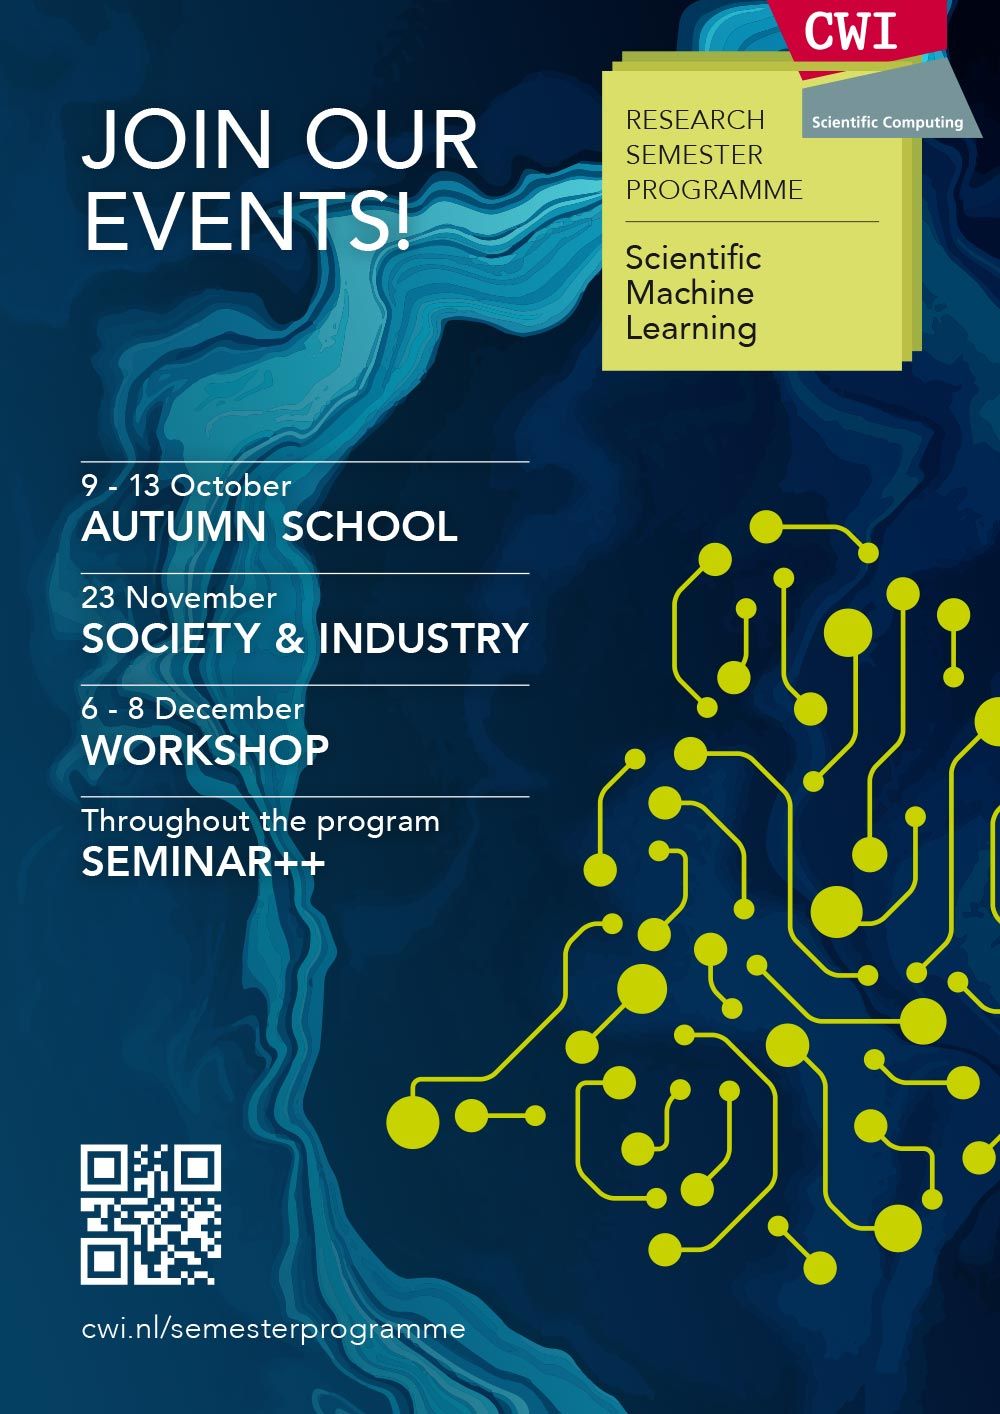 CWI
Scientific Computing
JOIN OUR
EVENTS!
RESEARCH
SEMESTER
PROGRAMME
Scientific
Machine
Learning
9 - 13 October
AUTUMN SCHOOL
23 November
SOCIETY & INDUSTRY
6 - 8 December
WORKSHOP
Throughout the program
SEMINAR++
cwi.nl/semesterprogramme